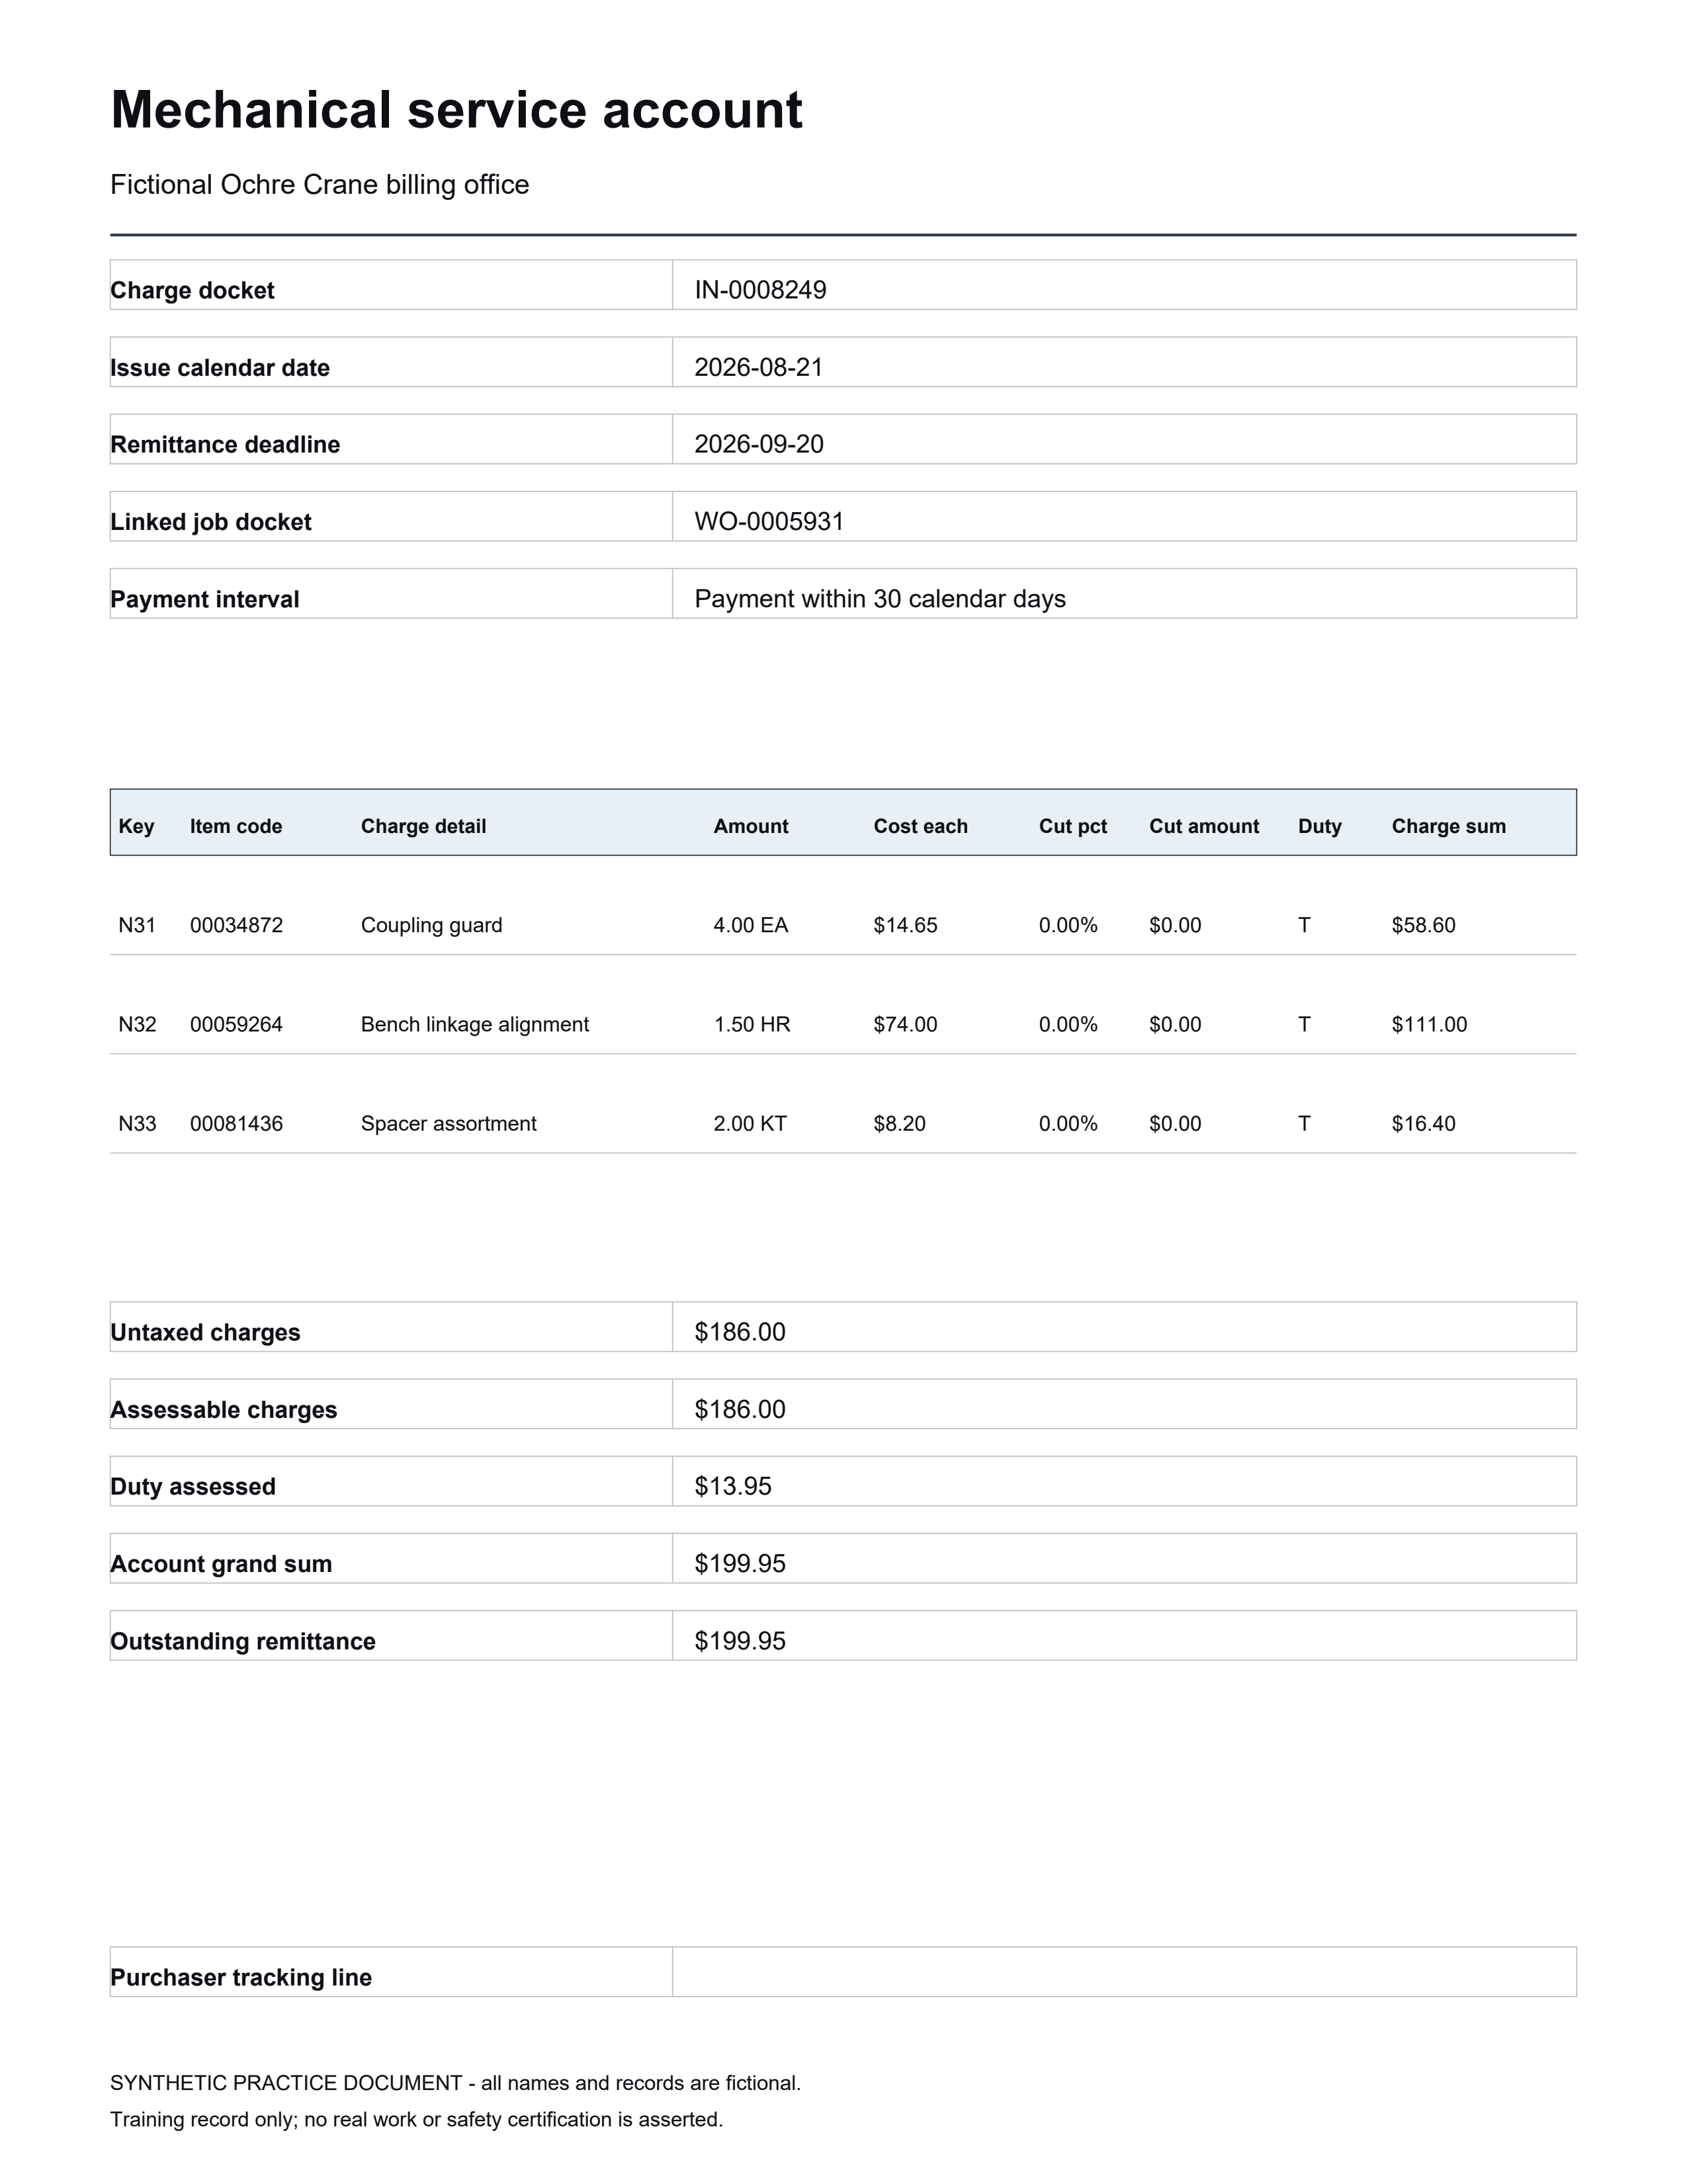 Mechanical service account
Fictional Ochre Crane billing office
Charge docket IN-0008249
Issue calendar date 2026-08-21
Remittance deadline 2026-09-20
Linked job docket WO-0005931
Payment interval Payment within 30 calendar days
Key Item code Charge detail Amount Cost each Cut pct Cut amount Duty Charge sum
N31 00034872 Coupling guard 4.00 EA $14.65 0.00% $0.00 T $58.60
N32 00059264 Bench linkage alignment 1.50 HR $74.00 0.00% $0.00 T $111.00
N33 00081436 Spacer assortment 2.00 KT $8.20 0.00% $0.00 T $16.40
Untaxed charges $186.00
Assessable charges $186.00
Duty assessed $13.95
Account grand sum $199.95
Outstanding remittance $199.95
Purchaser tracking line
SYNTHETIC PRACTICE DOCUMENT - all names and records are fictional.
Training record only; no real work or safety certification is asserted.